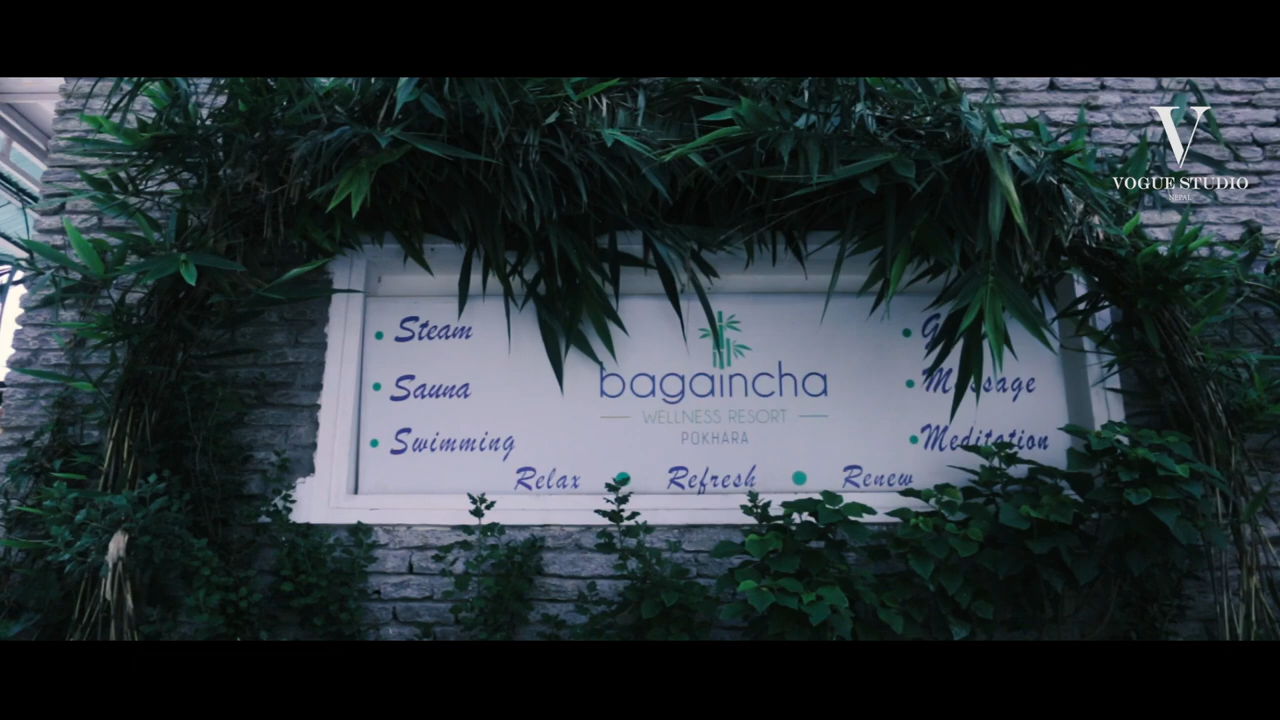 V
VOGUE STUDIO
NEPAL
Steam
Sauna
Swimming
bagaincha
WELLNESS RESORT
POKHARA
Massage
Meditation
Relax Refresh Renew